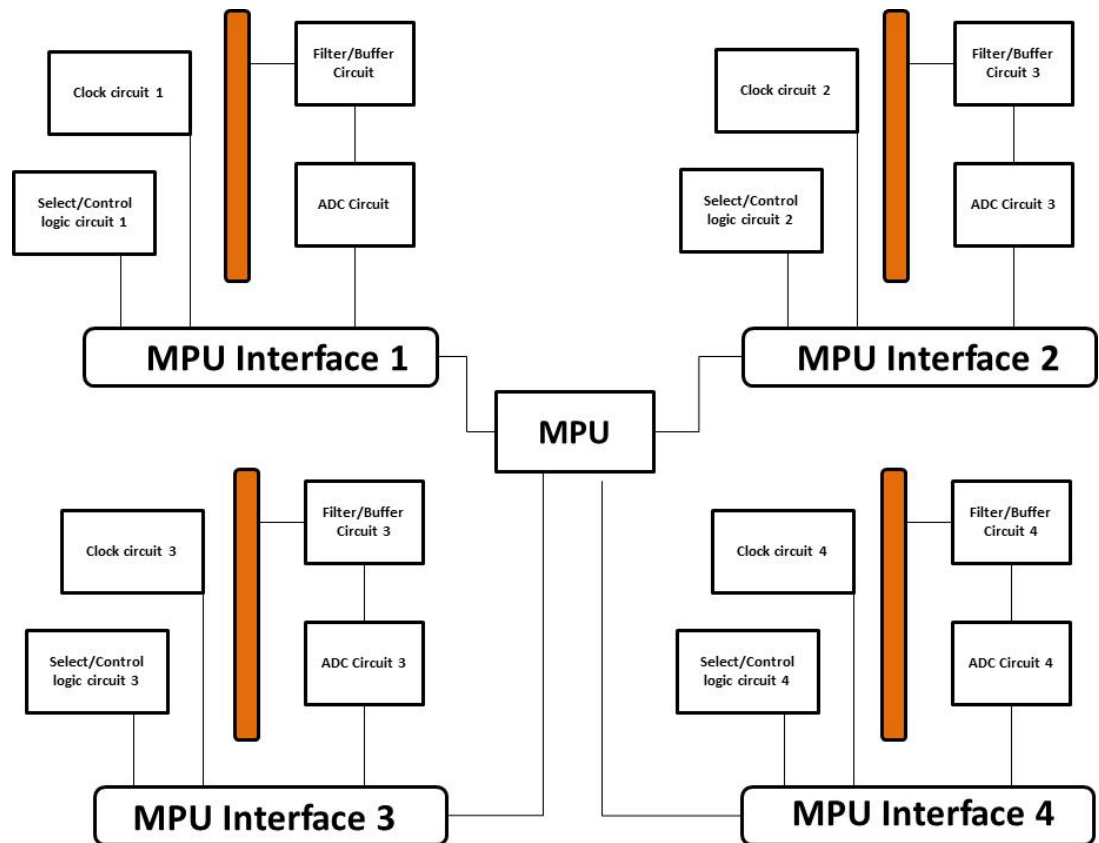 Filter/Buffer
Circuit
Clock circuit 1
Select/Control
logic circuit 1
ADC Circuit
MPU Interface 1
Filter/Buffer
Circuit 3
Clock circuit 2
Select/Control
logic circuit 2
ADC Circuit 3
MPU Interface 2
MPU
Filter/Buffer
Circuit 3
Clock circuit 3
Select/Control
logic circuit 3
ADC Circuit 3
MPU Interface 3
Filter/Buffer
Circuit 4
Clock circuit 4
Select/Control
logic circuit 4
ADC Circuit 4
MPU Interface 4